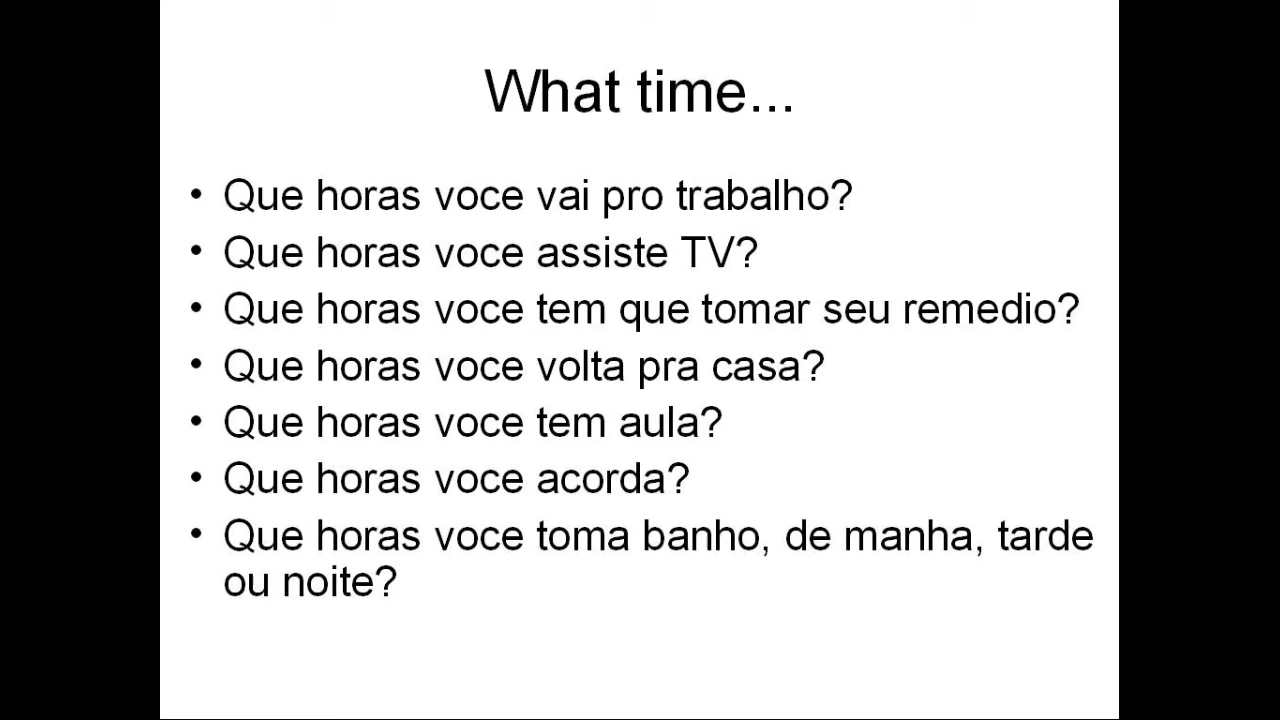 What time...
• Que horas voce vai pro trabalho?
• Que horas voce assiste TV?
• Que horas voce tem que tomar seu remedio?
• Que horas voce volta pra casa?
• Que horas voce tem aula?
• Que horas voce acorda?
• Que horas voce toma banho, de manha, tarde
ou noite?